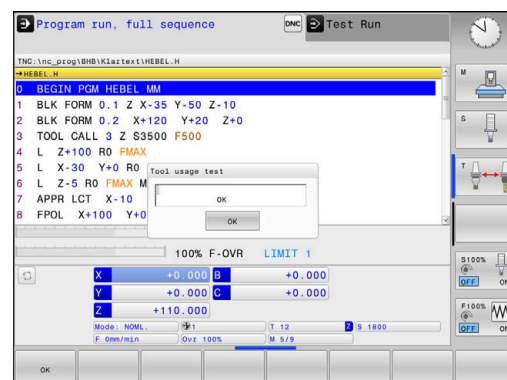 Program run, full sequence
DNC
Test Run
TNC:\nc_prog\BHB\Klartext\HEBEL.H
→HEBEL.H
0 BEGIN PGM HEBEL MM
1 BLK FORM 0.1 Z X-35 Y-50 Z-10
2 BLK FORM 0.2 X+120 Y+20 Z+0
3 TOOL CALL 3 Z S3500 F500
4 L Z+100 R0 FMAX
5 L X-30 Y+0 R0
6 L Z-5 R0 FMAX M
7 APPR LCT X-10
8 FPOL X+100 Y+0
Tool usage test
OK
OK
100% F-OVR LIMIT 1
X +0.000 B +0.000
Y +0.000 C +0.000
Z +110.000
Mode: NOML. 1 T 12 Z S 1800
F 0mm/min Ovr 100% M 5/9
OK
M
S
T
S100%
OFF ON
F100%
OFF ON